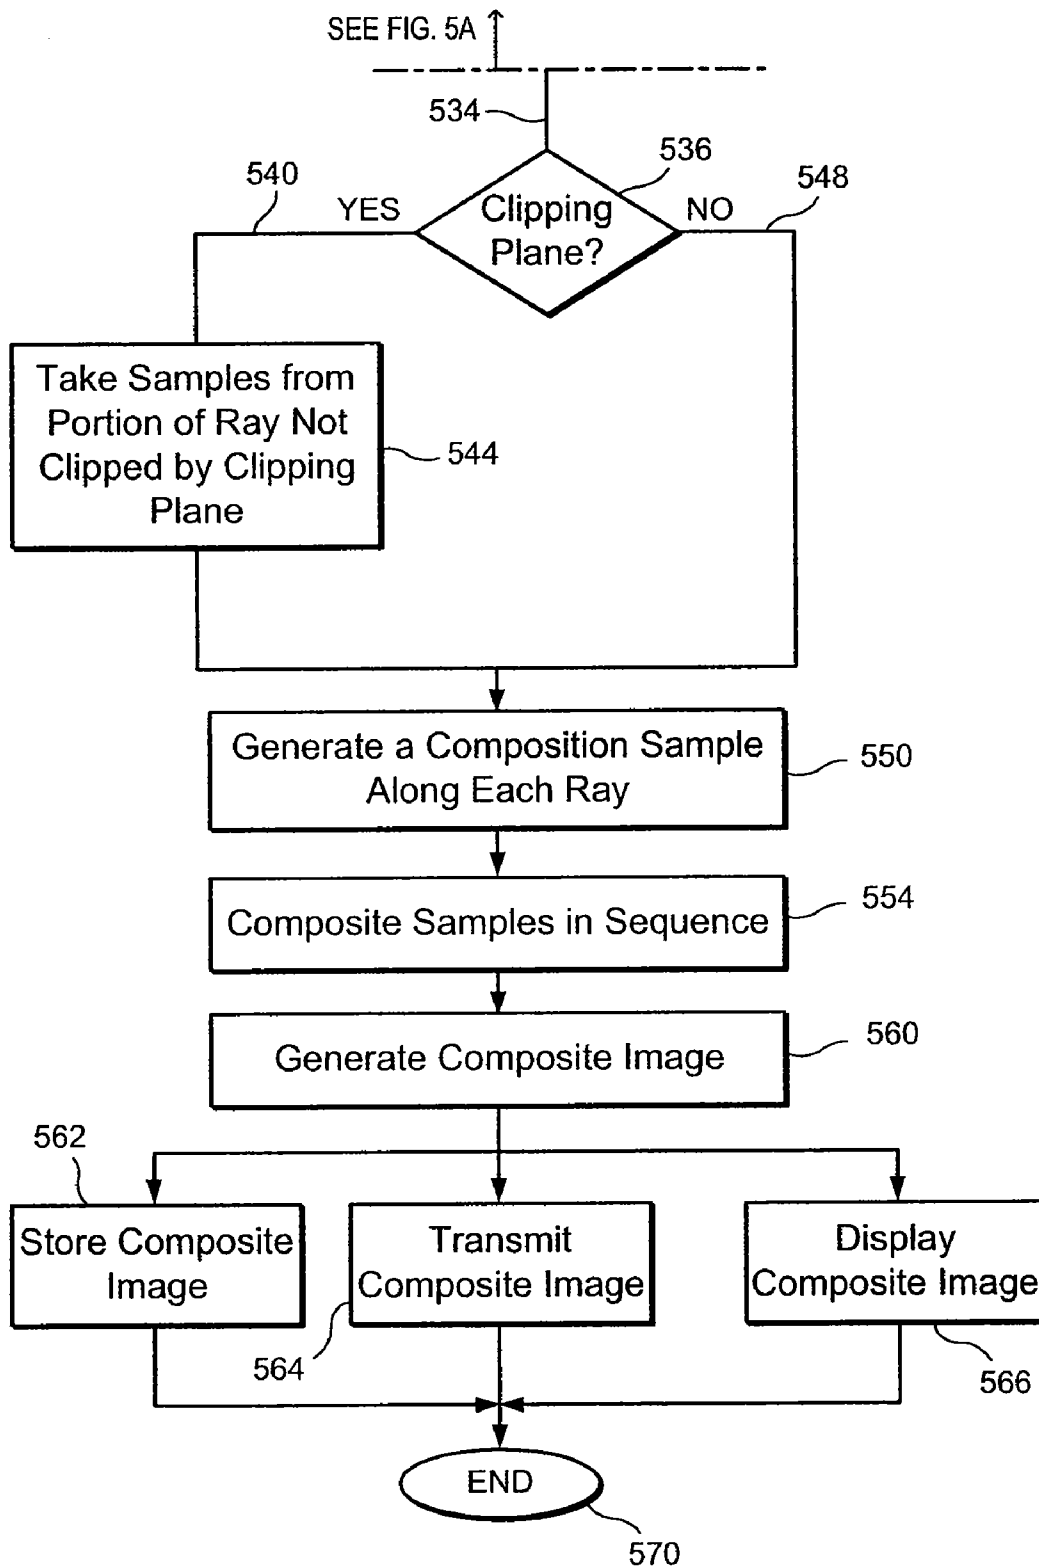 SEE FIG. 5A
534
536
540
548
YES
Clipping
Plane?
NO
Take Samples from
Portion of Ray Not
Clipped by Clipping
Plane
544
Generate a Composition Sample
Along Each Ray
550
Composite Samples in Sequence
554
Generate Composite Image
560
562
Store Composite
Image
Transmit
Composite Image
564
Display
Composite Image
566
END
570